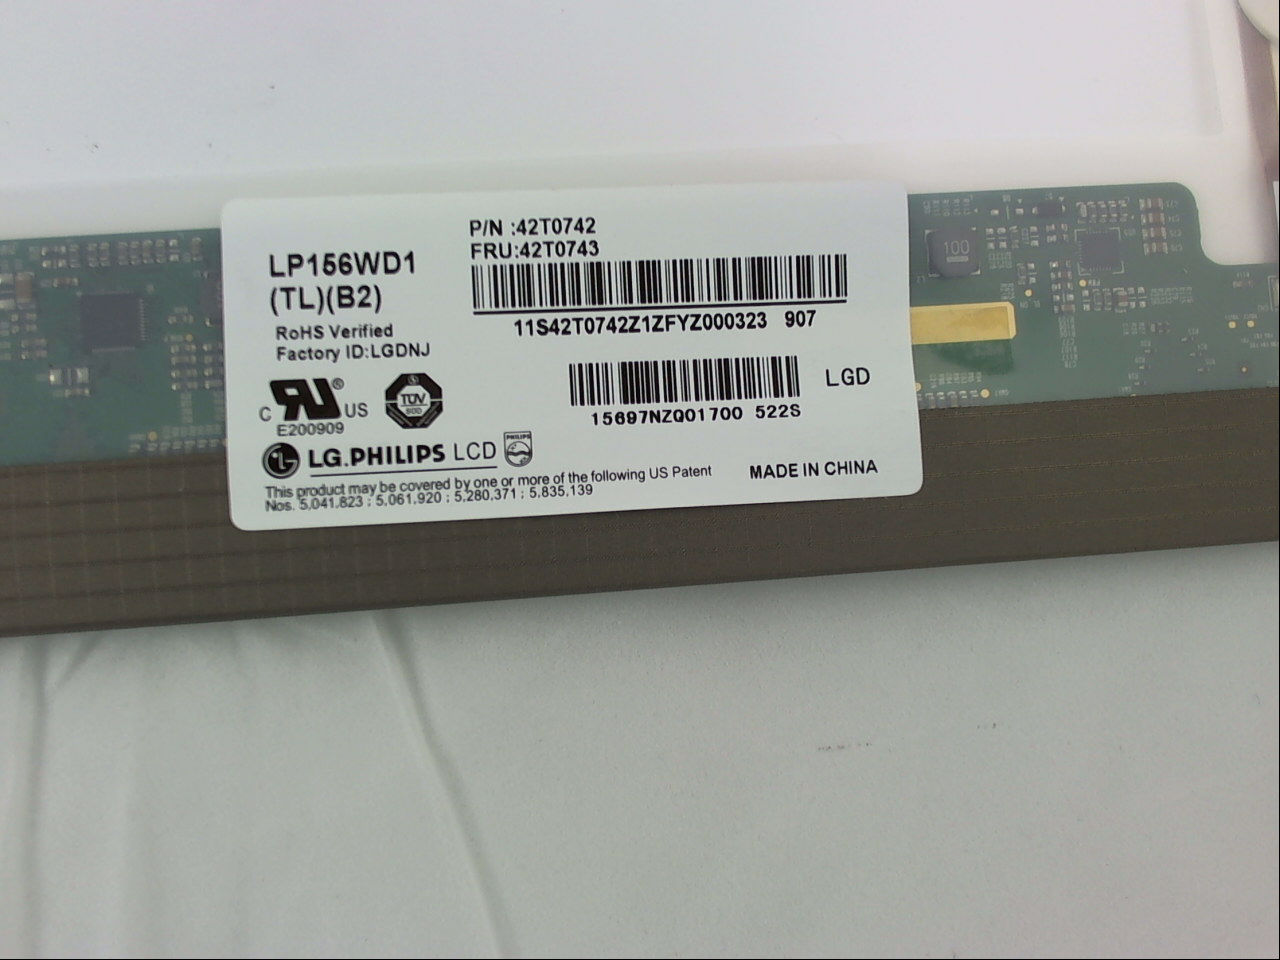 P/N :42T0742
FRU:42T0743
LP156WD1
(TL)(B2)
11S42T0742Z1ZFYZ000323 907
RoHS Verified
Factory ID:LGDNJ
15697NZQ01700 522S
LGD
C US
E200909
TÜV
LG.PHILIPS LCD
PHILIPS
MADE IN CHINA
This product may be covered by one or more of the following US Patent
Nos. 5,041,823 ; 5,061,920 ; 5,280,371 ; 5,835,139
100